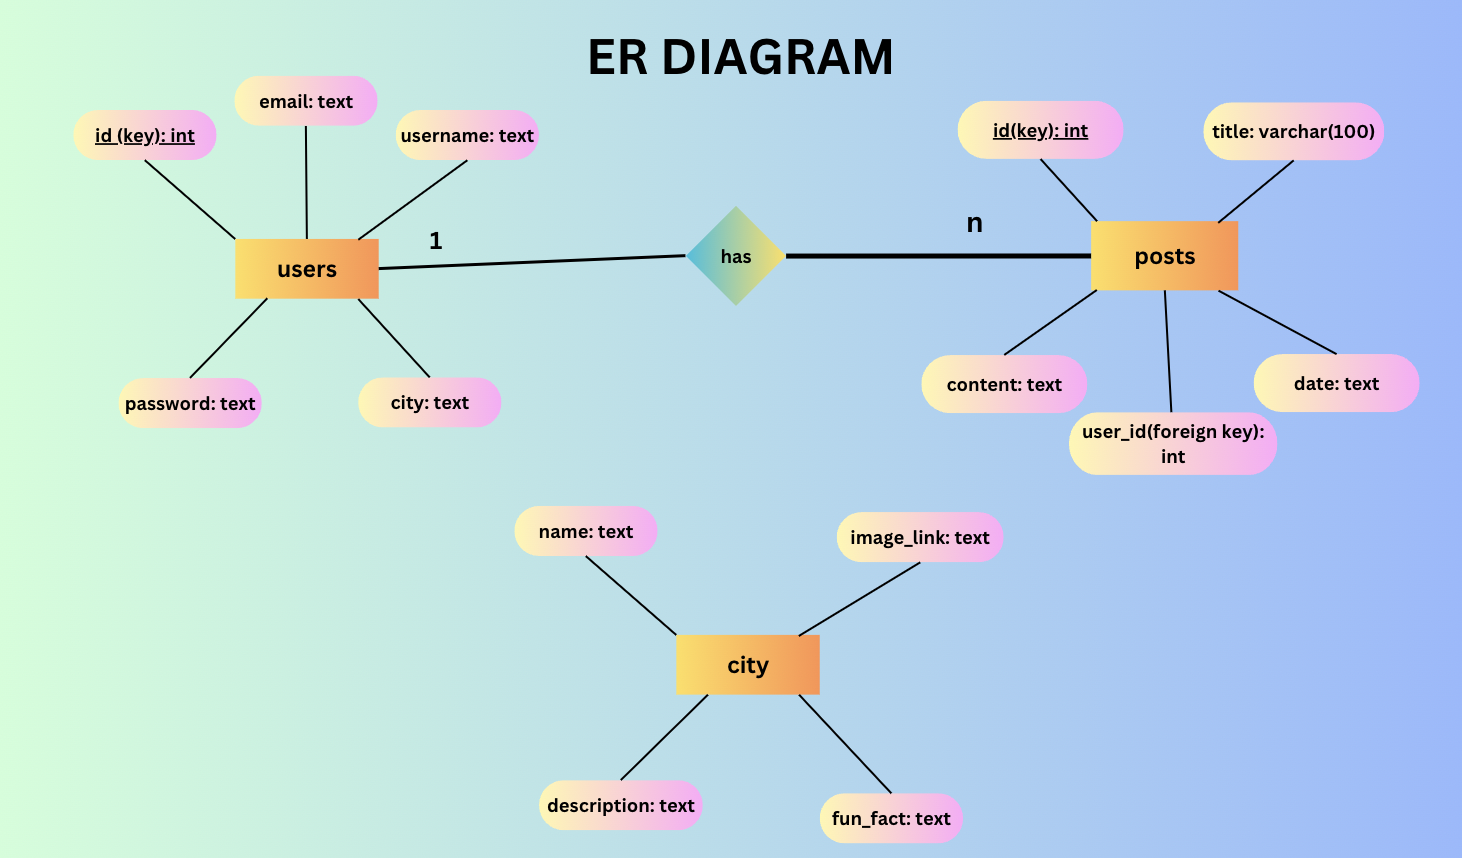 ER DIAGRAM
email: text
id (key): int
username: text
id(key): int
title: varchar(100)
1
n
users
has
posts
password: text
city: text
content: text
date: text
user_id(foreign key):
int
name: text
image_link: text
city
description: text
fun_fact: text